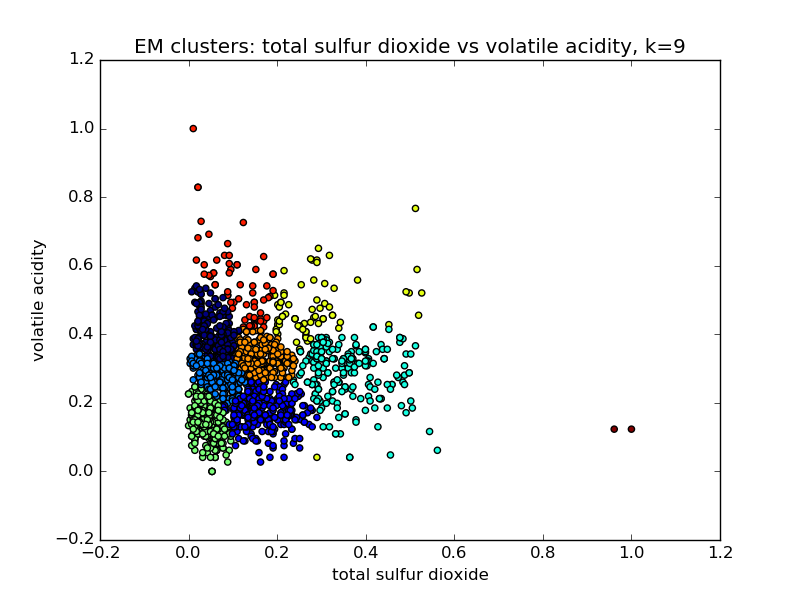 EM clusters: total sulfur dioxide vs volatile acidity, k=9
1.2
1.0
0.8
0.6
0.4
0.2
0.0
−0.2
volatile acidity
−0.2 0.0 0.2 0.4 0.6 0.8 1.0 1.2
total sulfur dioxide